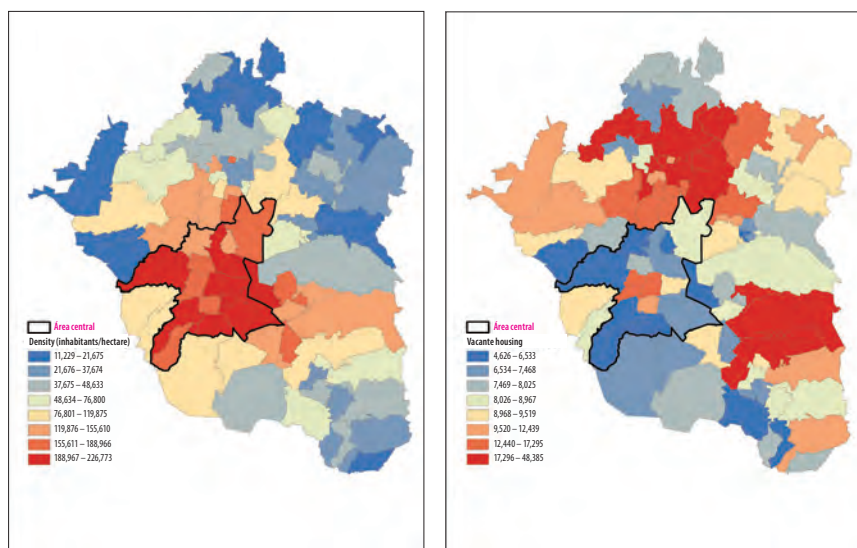 Área central
Density (inhabitants/hectare)
11,229 – 21,675
21,676 – 37,674
37,675 – 48,633
48,634 – 76,800
76,801 – 119,875
119,876 – 155,610
155,611 – 188,966
188,967 – 226,773
Área central
Vacante housing
4,626 – 6,533
6,534 – 7,468
7,469 – 8,025
8,026 – 8,967
8,968 – 9,519
9,520 – 12,439
12,440 – 17,295
17,296 – 48,385